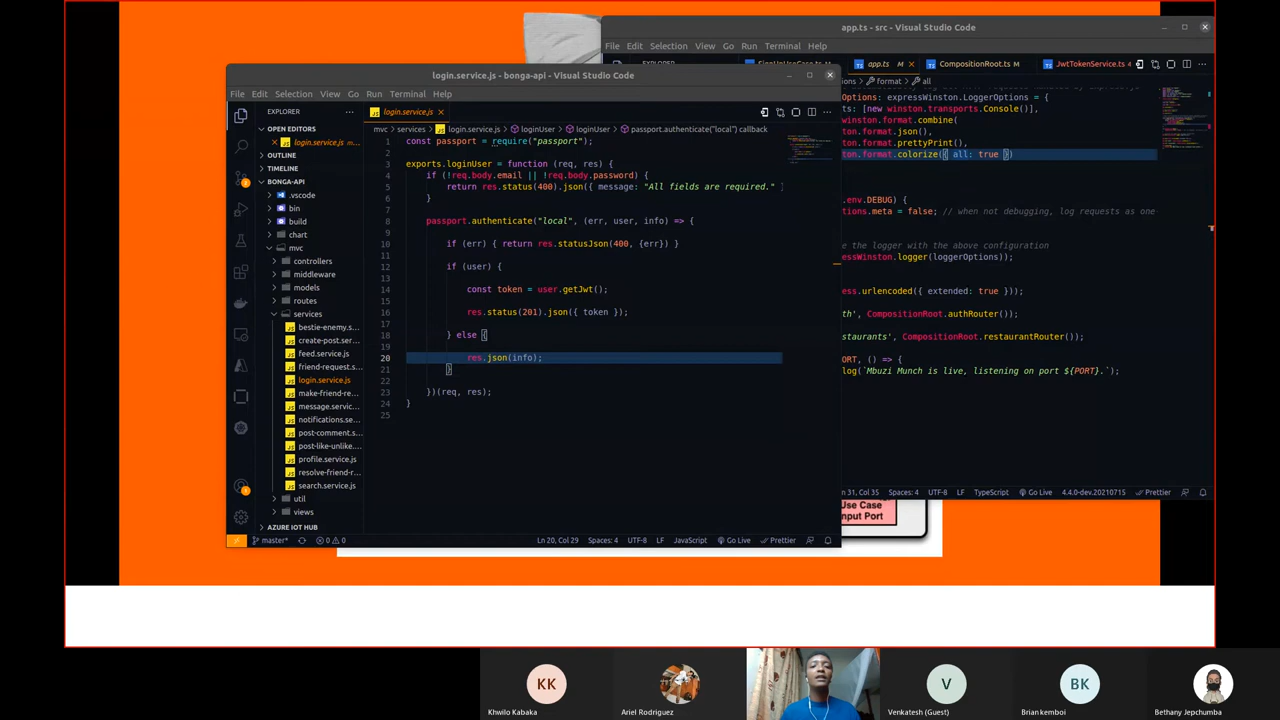 app.ts - src - Visual Studio Code
File Edit Selection View Go Run Terminal Help
app.ts M CompositionRoot.ts M JwtTokenService.ts 4, M
format all
Options: expressWinston.LoggerOptions = {
ts: [new winston.transports.Console()],
winston.format.combine(
ton.format.json(),
ton.format.prettyPrint(),
ton.format.colorize({ all: true })
.env.DEBUG) {
tions.meta = false; // when not debugging, log requests as one
e the logger with the above configuration
essWinston.logger(loggerOptions));
ess.urlencoded({ extended: true }));
th', CompositionRoot.authRouter());
taurants', CompositionRoot.restaurantRouter());
ORT, () => {
log(`Mbuzi Munch is live, listening on port ${PORT}.`);
Ln 31, Col 35 Spaces: 4 UTF-8 LF TypeScript Go Live 4.4.0-dev.20210715 Prettier
login.service.js - bonga-api - Visual Studio Code
File Edit Selection View Go Run Terminal Help
EXPLORER
OPEN EDITORS
login.service.js m...
OUTLINE
TIMELINE
BONGA-API
.vscode
bin
build
chart
mvc
controllers
middleware
models
routes
services
bestie-enemy.s...
create-post.ser...
feed.service.js
friend-request.s...
login.service.js
make-friend-re...
message.servic...
notifications.se...
post-comment.s...
post-like-unlike....
profile.service.js
resolve-friend-r...
search.service.js
util
views
AZURE IOT HUB
login.service.js
mvc services login.service.js loginUser loginUser passport.authenticate("local") callback
1 const passport = require("passport");
2
3 exports.loginUser = function (req, res) {
4 if (!req.body.email || !req.body.password) {
5 return res.status(400).json({ message: "All fields are required." }
6 }
7
8 passport.authenticate("local", (err, user, info) => {
9
10 if (err) { return res.statusJson(400, {err}) }
11
12 if (user) {
13
14 const token = user.getJwt();
15
16 res.status(201).json({ token });
17
18 } else {
19
20 res.json(info);
21 }
22
23 })(req, res);
24 }
25
master* 0 0 Ln 20, Col 29 Spaces: 4 UTF-8 LF JavaScript Go Live Prettier
Use Case
Input Port
KK
V
BK
Khwilo Kabaka
Ariel Rodriguez
Venkatesh (Guest)
Brian kemboi
Bethany Jepchumba